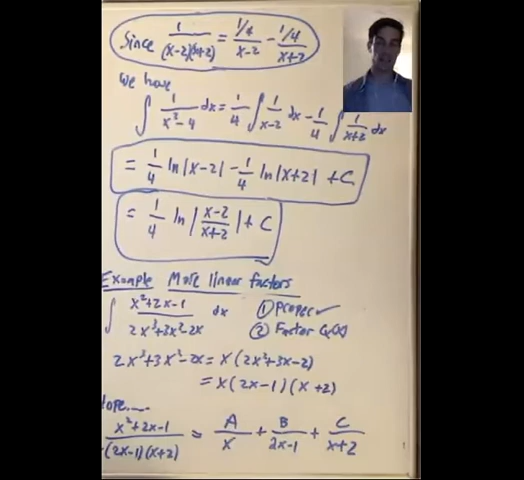 Since 1/(x-2)(x+2) = 1/4/x-2 - 1/4/x+2
We have
∫ 1/x²-4 dx = 1/4 ∫ 1/x-2 dx - 1/4 ∫ 1/x+2 dx
= 1/4 ln|x-2| - 1/4 ln|x+2| + C
= 1/4 ln|x-2/x+2| + C
Example More linear factors
∫ x²+2x-1/2x³+3x²-2x dx ① Proper ✓
② Factor Q(x)
2x³+3x²-2x = x(2x²+3x-2)
= x(2x-1)(x+2)
x²+2x-1/(2x-1)(x+2) = A/x + B/2x-1 + C/x+2